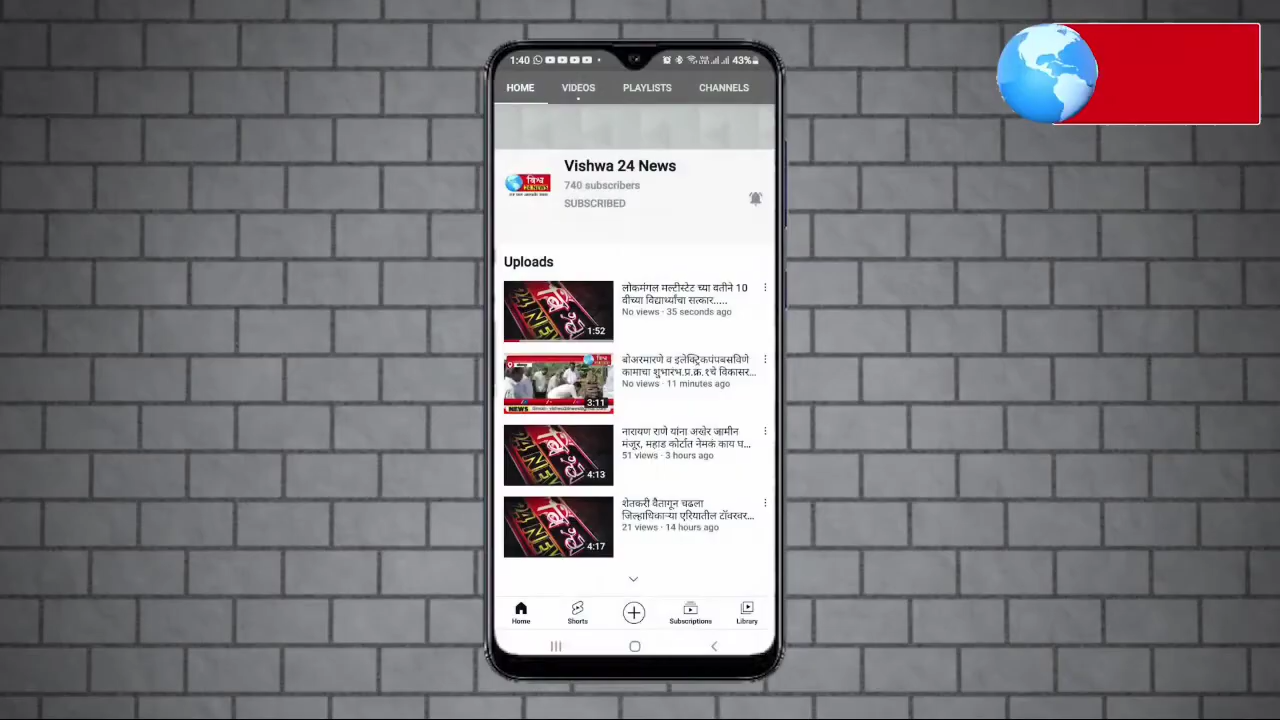 1:40
43%
HOME
VIDEOS
PLAYLISTS
CHANNELS
Vishwa 24 News
740 subscribers
SUBSCRIBED
विश्व
24 NEWS
Uploads
लोकमंगल मल्टीस्टेट च्या वतीने 10
वीच्या विद्यार्थ्यांचा सत्कार.....
No views · 35 seconds ago
1:52
बोअरमारणे व इलेक्ट्रिकपंपबसविणे
कामाचा शुभारंभ.प्र.क्र.१चे विकासर...
No views · 11 minutes ago
NEWS
3:11
नारायण राणे यांना अखेर जामीन
मंजूर, महाड कोर्टात नेमकं काय घ...
51 views · 3 hours ago
4:13
शेतकरी वैतागून चढला
जिल्हाधिकाऱ्या एरियातील टॉवरवर...
21 views · 14 hours ago
4:17
Home
Shorts
Subscriptions
Library